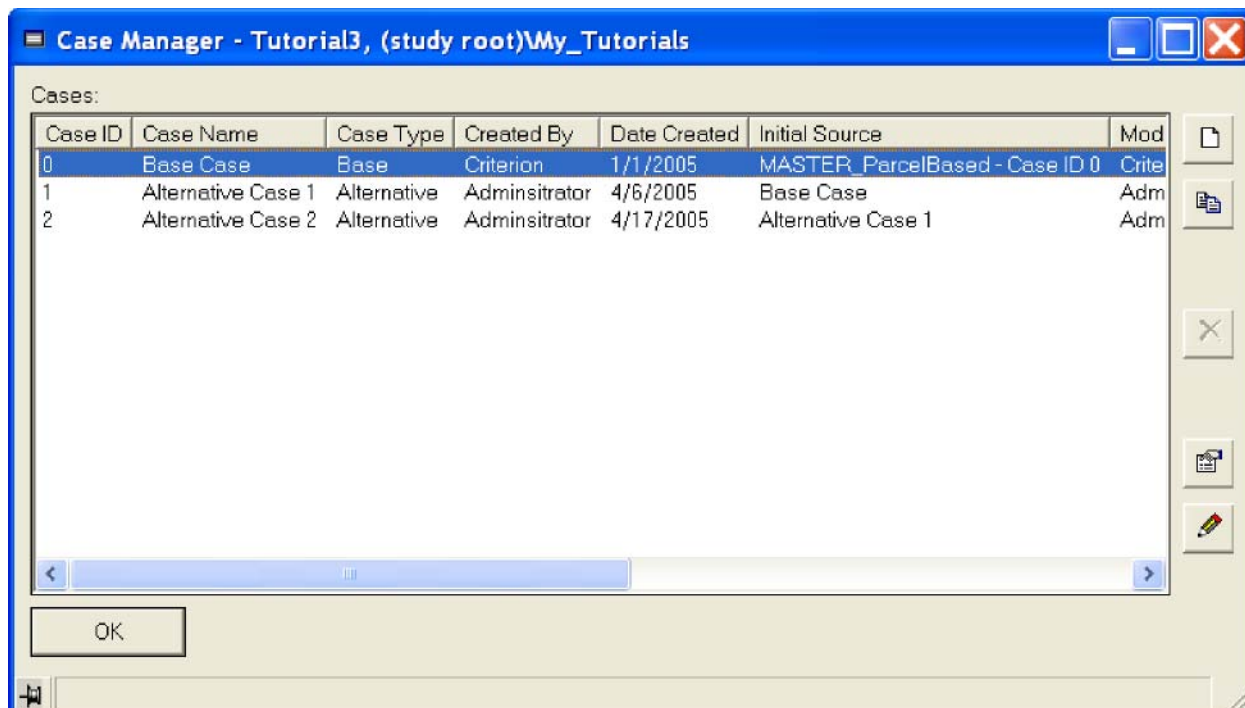 Case Manager - Tutorial3, (study root)\My_Tutorials
Cases:
Case ID Case Name Case Type Created By Date Created Initial Source Mod
0 Base Case Base Criterion 1/1/2005 MASTER_ParcelBased - Case ID 0 Crite
1 Alternative Case 1 Alternative Adminsitrator 4/6/2005 Base Case Adm
2 Alternative Case 2 Alternative Adminsitrator 4/17/2005 Alternative Case 1 Adm
OK